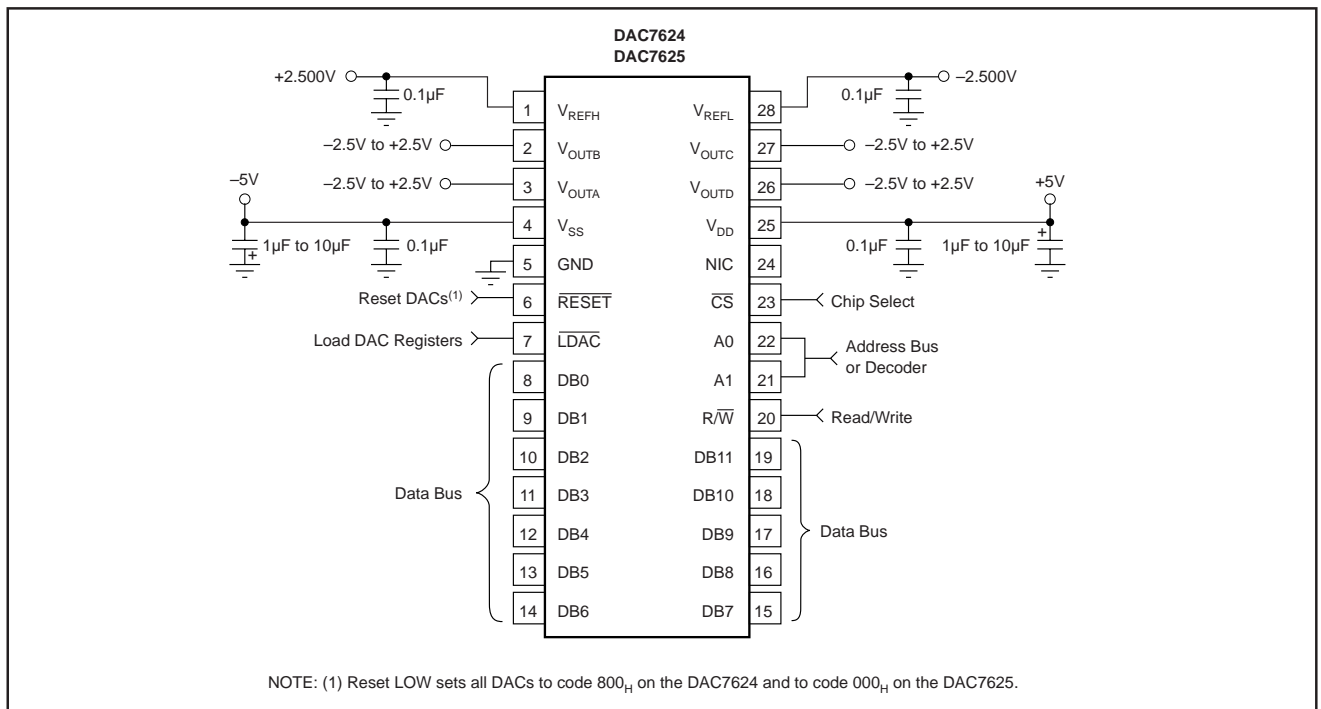 DAC7624
DAC7625
+2.500V
0.1µF
0.1µF
–2.500V
1 V_REFH V_REFL 28
–2.5V to +2.5V 2 V_OUTB V_OUTC 27 –2.5V to +2.5V
–2.5V to +2.5V 3 V_OUTA V_OUTD 26 –2.5V to +2.5V
–5V
+5V
4 V_SS V_DD 25
1µF to 10µF + 0.1µF
0.1µF 1µF to 10µF +
5 GND NIC 24
Reset DACs(1) 6 R̅E̅S̅E̅T̅ C̅S̅ 23 Chip Select
Load DAC Registers 7 L̅D̅A̅C̅ A0 22
Address Bus
or Decoder
8 DB0 A1 21
9 DB1 R/W̅ 20 Read/Write
10 DB2 DB11 19
Data Bus 11 DB3 DB10 18
12 DB4 DB9 17 Data Bus
13 DB5 DB8 16
14 DB6 DB7 15
NOTE: (1) Reset LOW sets all DACs to code 800H on the DAC7624 and to code 000H on the DAC7625.